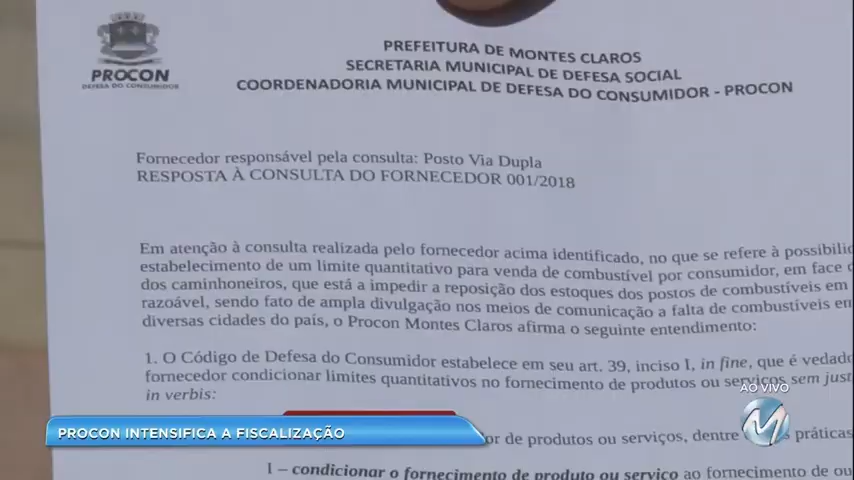 PROCON
DEFESA DO CONSUMIDOR
PREFEITURA DE MONTES CLAROS
SECRETARIA MUNICIPAL DE DEFESA SOCIAL
COORDENADORIA MUNICIPAL DE DEFESA DO CONSUMIDOR - PROCON
Fornecedor responsável pela consulta: Posto Via Dupla
RESPOSTA À CONSULTA DO FORNECEDOR 001/2018
Em atenção à consulta realizada pelo fornecedor acima identificado, no que se refere à possibilid
estabelecimento de um limite quantitativo para venda de combustível por consumidor, em face d
dos caminhoneiros, que está a impedir a reposição dos estoques dos postos de combustíveis em
razoável, sendo fato de ampla divulgação nos meios de comunicação a falta de combustíveis en
diversas cidades do país, o Procon Montes Claros afirma o seguinte entendimento:
1. O Código de Defesa do Consumidor estabelece em seu art. 39, inciso I, in fine, que é vedado
fornecedor condicionar limites quantitativos no fornecimento de produtos ou serviços sem just
in verbis:
or de produtos ou serviços, dentre práticas
I – condicionar o fornecimento de produto ou serviço ao fornecimento de ou
AO VIVO
PROCON INTENSIFICA A FISCALIZAÇÃO